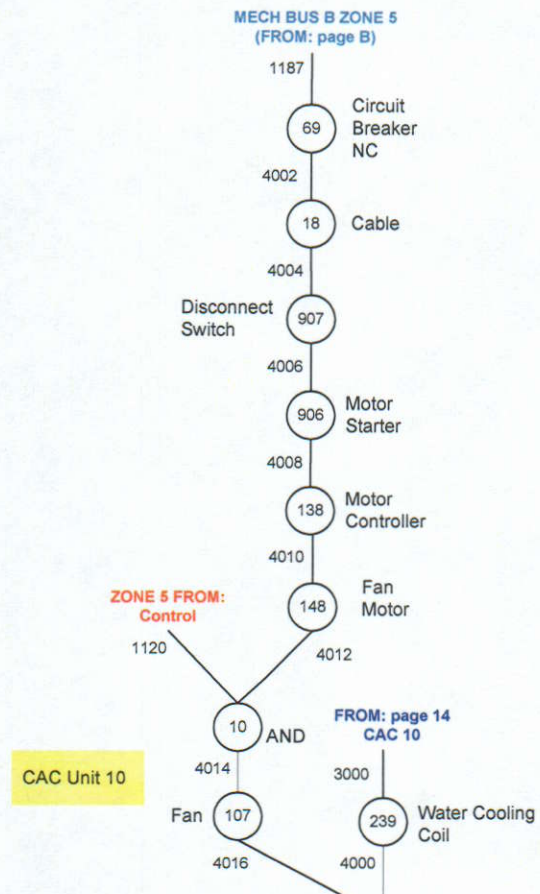 MECH BUS B ZONE 5
(FROM: page B)
1187
69
Circuit
Breaker
NC
4002
18
Cable
4004
Disconnect
Switch
907
4006
906
Motor
Starter
4008
138
Motor
Controller
4010
ZONE 5 FROM:
Control
148
Fan
Motor
1120
4012
10
AND
FROM: page 14
CAC 10
CAC Unit 10
4014
3000
Fan
107
239
Water Cooling
Coil
4016
4000